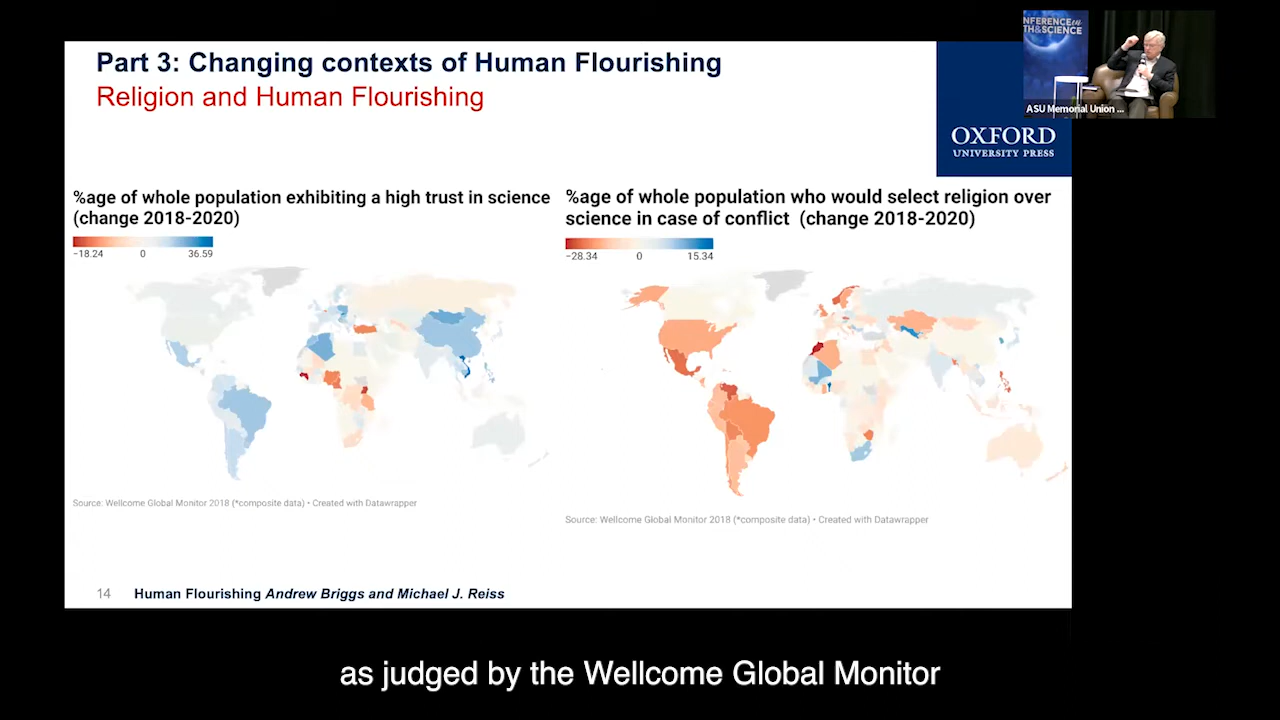 Part 3: Changing contexts of Human Flourishing
Religion and Human Flourishing
NFERENCE in
TH&SCIENCE
ASU Memorial Union ...
OXFORD
UNIVERSITY PRESS
%age of whole population exhibiting a high trust in science
(change 2018-2020)
−18.24 0 36.59
%age of whole population who would select religion over
science in case of conflict (change 2018-2020)
−28.34 0 15.34
Source: Wellcome Global Monitor 2018 (*composite data) • Created with Datawrapper
Source: Wellcome Global Monitor 2018 (*composite data) • Created with Datawrapper
14 Human Flourishing Andrew Briggs and Michael J. Reiss
as judged by the Wellcome Global Monitor